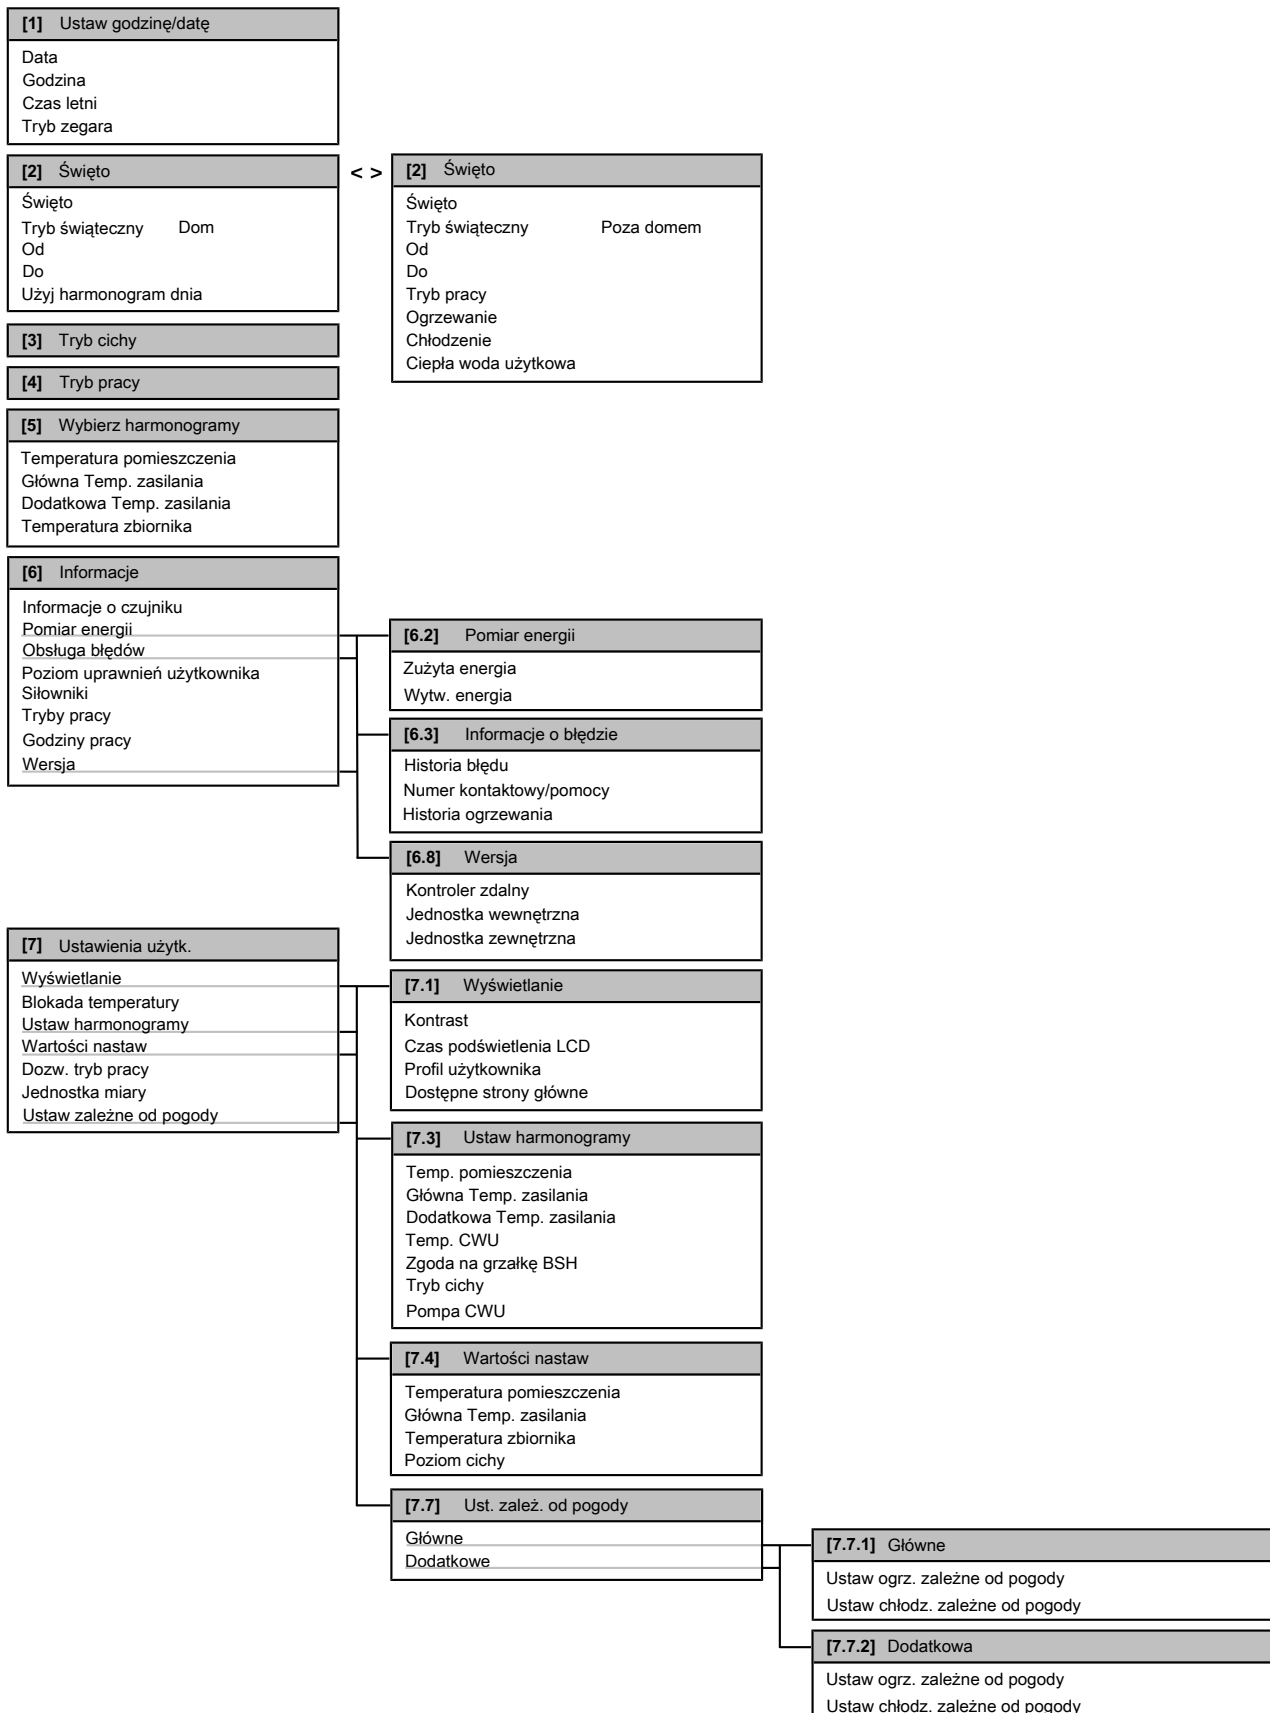 [1] Ustaw godzinę/datę
Data
Godzina
Czas letni
Tryb zegara
[2] Święto
Święto
Tryb świąteczny Dom
Od
Do
Użyj harmonogram dnia
< >
[2] Święto
Święto
Tryb świąteczny Poza domem
Od
Do
Tryb pracy
Ogrzewanie
Chłodzenie
Ciepła woda użytkowa
[3] Tryb cichy
[4] Tryb pracy
[5] Wybierz harmonogramy
Temperatura pomieszczenia
Główna Temp. zasilania
Dodatkowa Temp. zasilania
Temperatura zbiornika
[6] Informacje
Informacje o czujniku
Pomiar energii
Obsługa błędów
Poziom uprawnień użytkownika
Siłowniki
Tryby pracy
Godziny pracy
Wersja
[6.2] Pomiar energii
Zużyta energia
Wytw. energia
[6.3] Informacje o błędzie
Historia błędu
Numer kontaktowy/pomocy
Historia ogrzewania
[6.8] Wersja
Kontroler zdalny
Jednostka wewnętrzna
Jednostka zewnętrzna
[7] Ustawienia użytk.
Wyświetlanie
Blokada temperatury
Ustaw harmonogramy
Wartości nastaw
Dozw. tryb pracy
Jednostka miary
Ustaw zależne od pogody
[7.1] Wyświetlanie
Kontrast
Czas podświetlenia LCD
Profil użytkownika
Dostępne strony główne
[7.3] Ustaw harmonogramy
Temp. pomieszczenia
Główna Temp. zasilania
Dodatkowa Temp. zasilania
Temp. CWU
Zgoda na grzałkę BSH
Tryb cichy
Pompa CWU
[7.4] Wartości nastaw
Temperatura pomieszczenia
Główna Temp. zasilania
Temperatura zbiornika
Poziom cichy
[7.7] Ust. zależ. od pogody
Główne
Dodatkowe
[7.7.1] Główne
Ustaw ogrz. zależne od pogody
Ustaw chłodz. zależne od pogody
[7.7.2] Dodatkowa
Ustaw ogrz. zależne od pogody
Ustaw chłodz. zależne od pogody